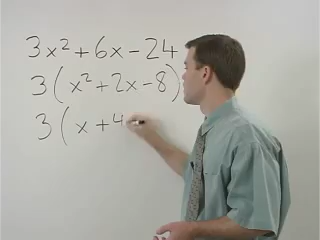 3x² + 6x - 24
3(x² + 2x - 8)
3(x + 4